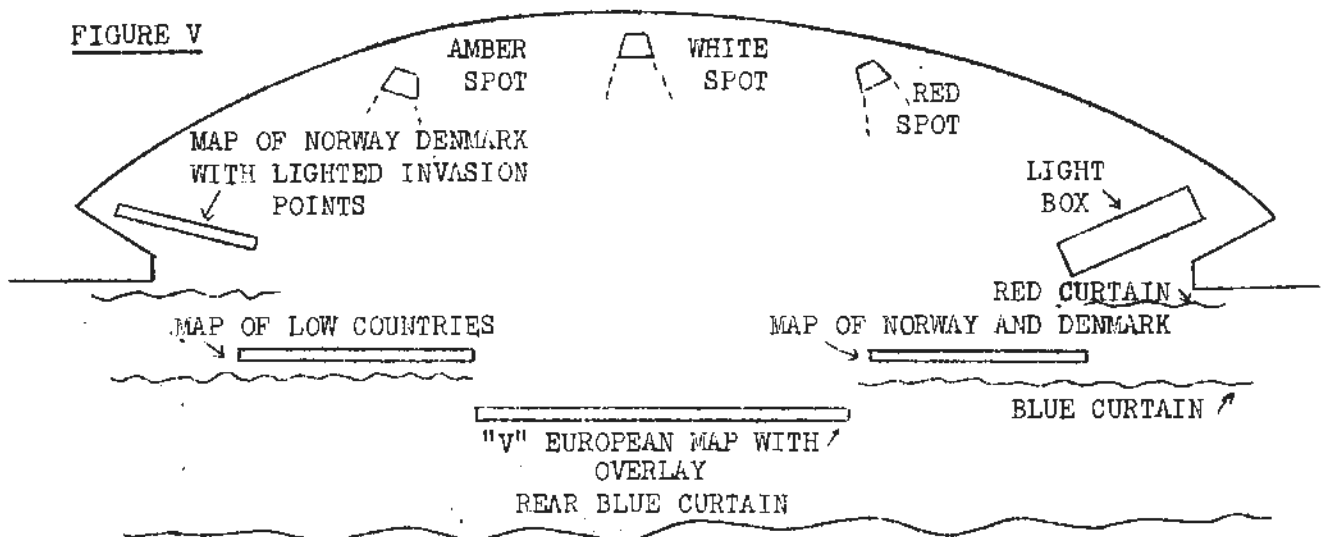 FIGURE V
AMBER
SPOT
WHITE
SPOT
RED
SPOT
MAP OF NORWAY DENMARK
WITH LIGHTED INVASION
POINTS
LIGHT
BOX
RED CURTAIN
MAP OF LOW COUNTRIES
MAP OF NORWAY AND DENMARK
BLUE CURTAIN
"V" EUROPEAN MAP WITH
OVERLAY
REAR BLUE CURTAIN